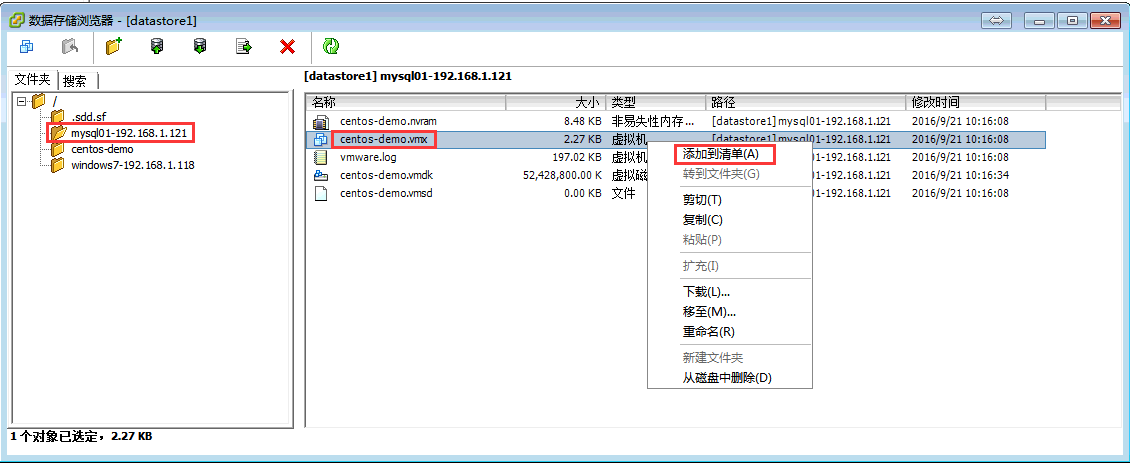 数据存储浏览器 - [datastore1]
文件夹 搜索
/
.sdd.sf
mysql01-192.168.1.121
centos-demo
windows7-192.168.1.118
[datastore1] mysql01-192.168.1.121
名称 大小 类型 路径 修改时间
centos-demo.nvram 8.48 KB 非易失性内存... [datastore1] mysql01-192.168.1.121 2016/9/21 10:16:08
centos-demo.vmx 2.27 KB 虚拟机 [datastore1] mysql01-192.168.1.121 2016/9/21 10:16:08
vmware.log 197.02 KB 虚拟机 01-192.168.1.121 2016/9/21 10:16:08
centos-demo.vmdk 52,428,800.00 K 虚拟磁 01-192.168.1.121 2016/9/21 10:16:34
centos-demo.vmsd 0.00 KB 文件 01-192.168.1.121 2016/9/21 10:16:08
添加到清单(A)
转到文件夹(G)
剪切(T)
复制(C)
粘贴(P)
扩充(I)
下载(L)...
移至(M)...
重命名(R)
新建文件夹
从磁盘中删除(D)
1 个对象已选定，2.27 KB